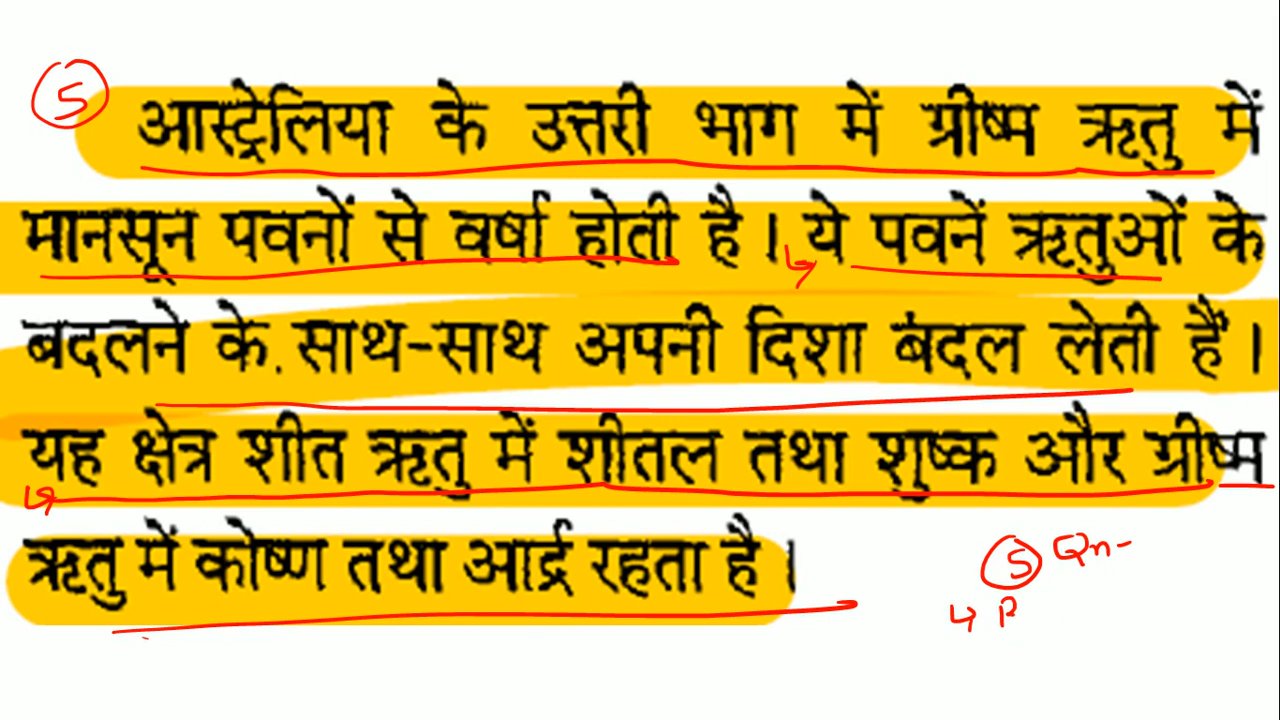 5 आस्ट्रेलिया के उत्तरी भाग में ग्रीष्म ऋतु में
मानसून पवनों से वर्षा होती है। ये पवनें ऋतुओं के
बदलने के साथ-साथ अपनी दिशा बदल लेती हैं।
यह क्षेत्र शीत ऋतु में शीतल तथा शुष्क और ग्रीष्म
ऋतु में कोष्ण तथा आर्द्र रहता है।
5 Qn-